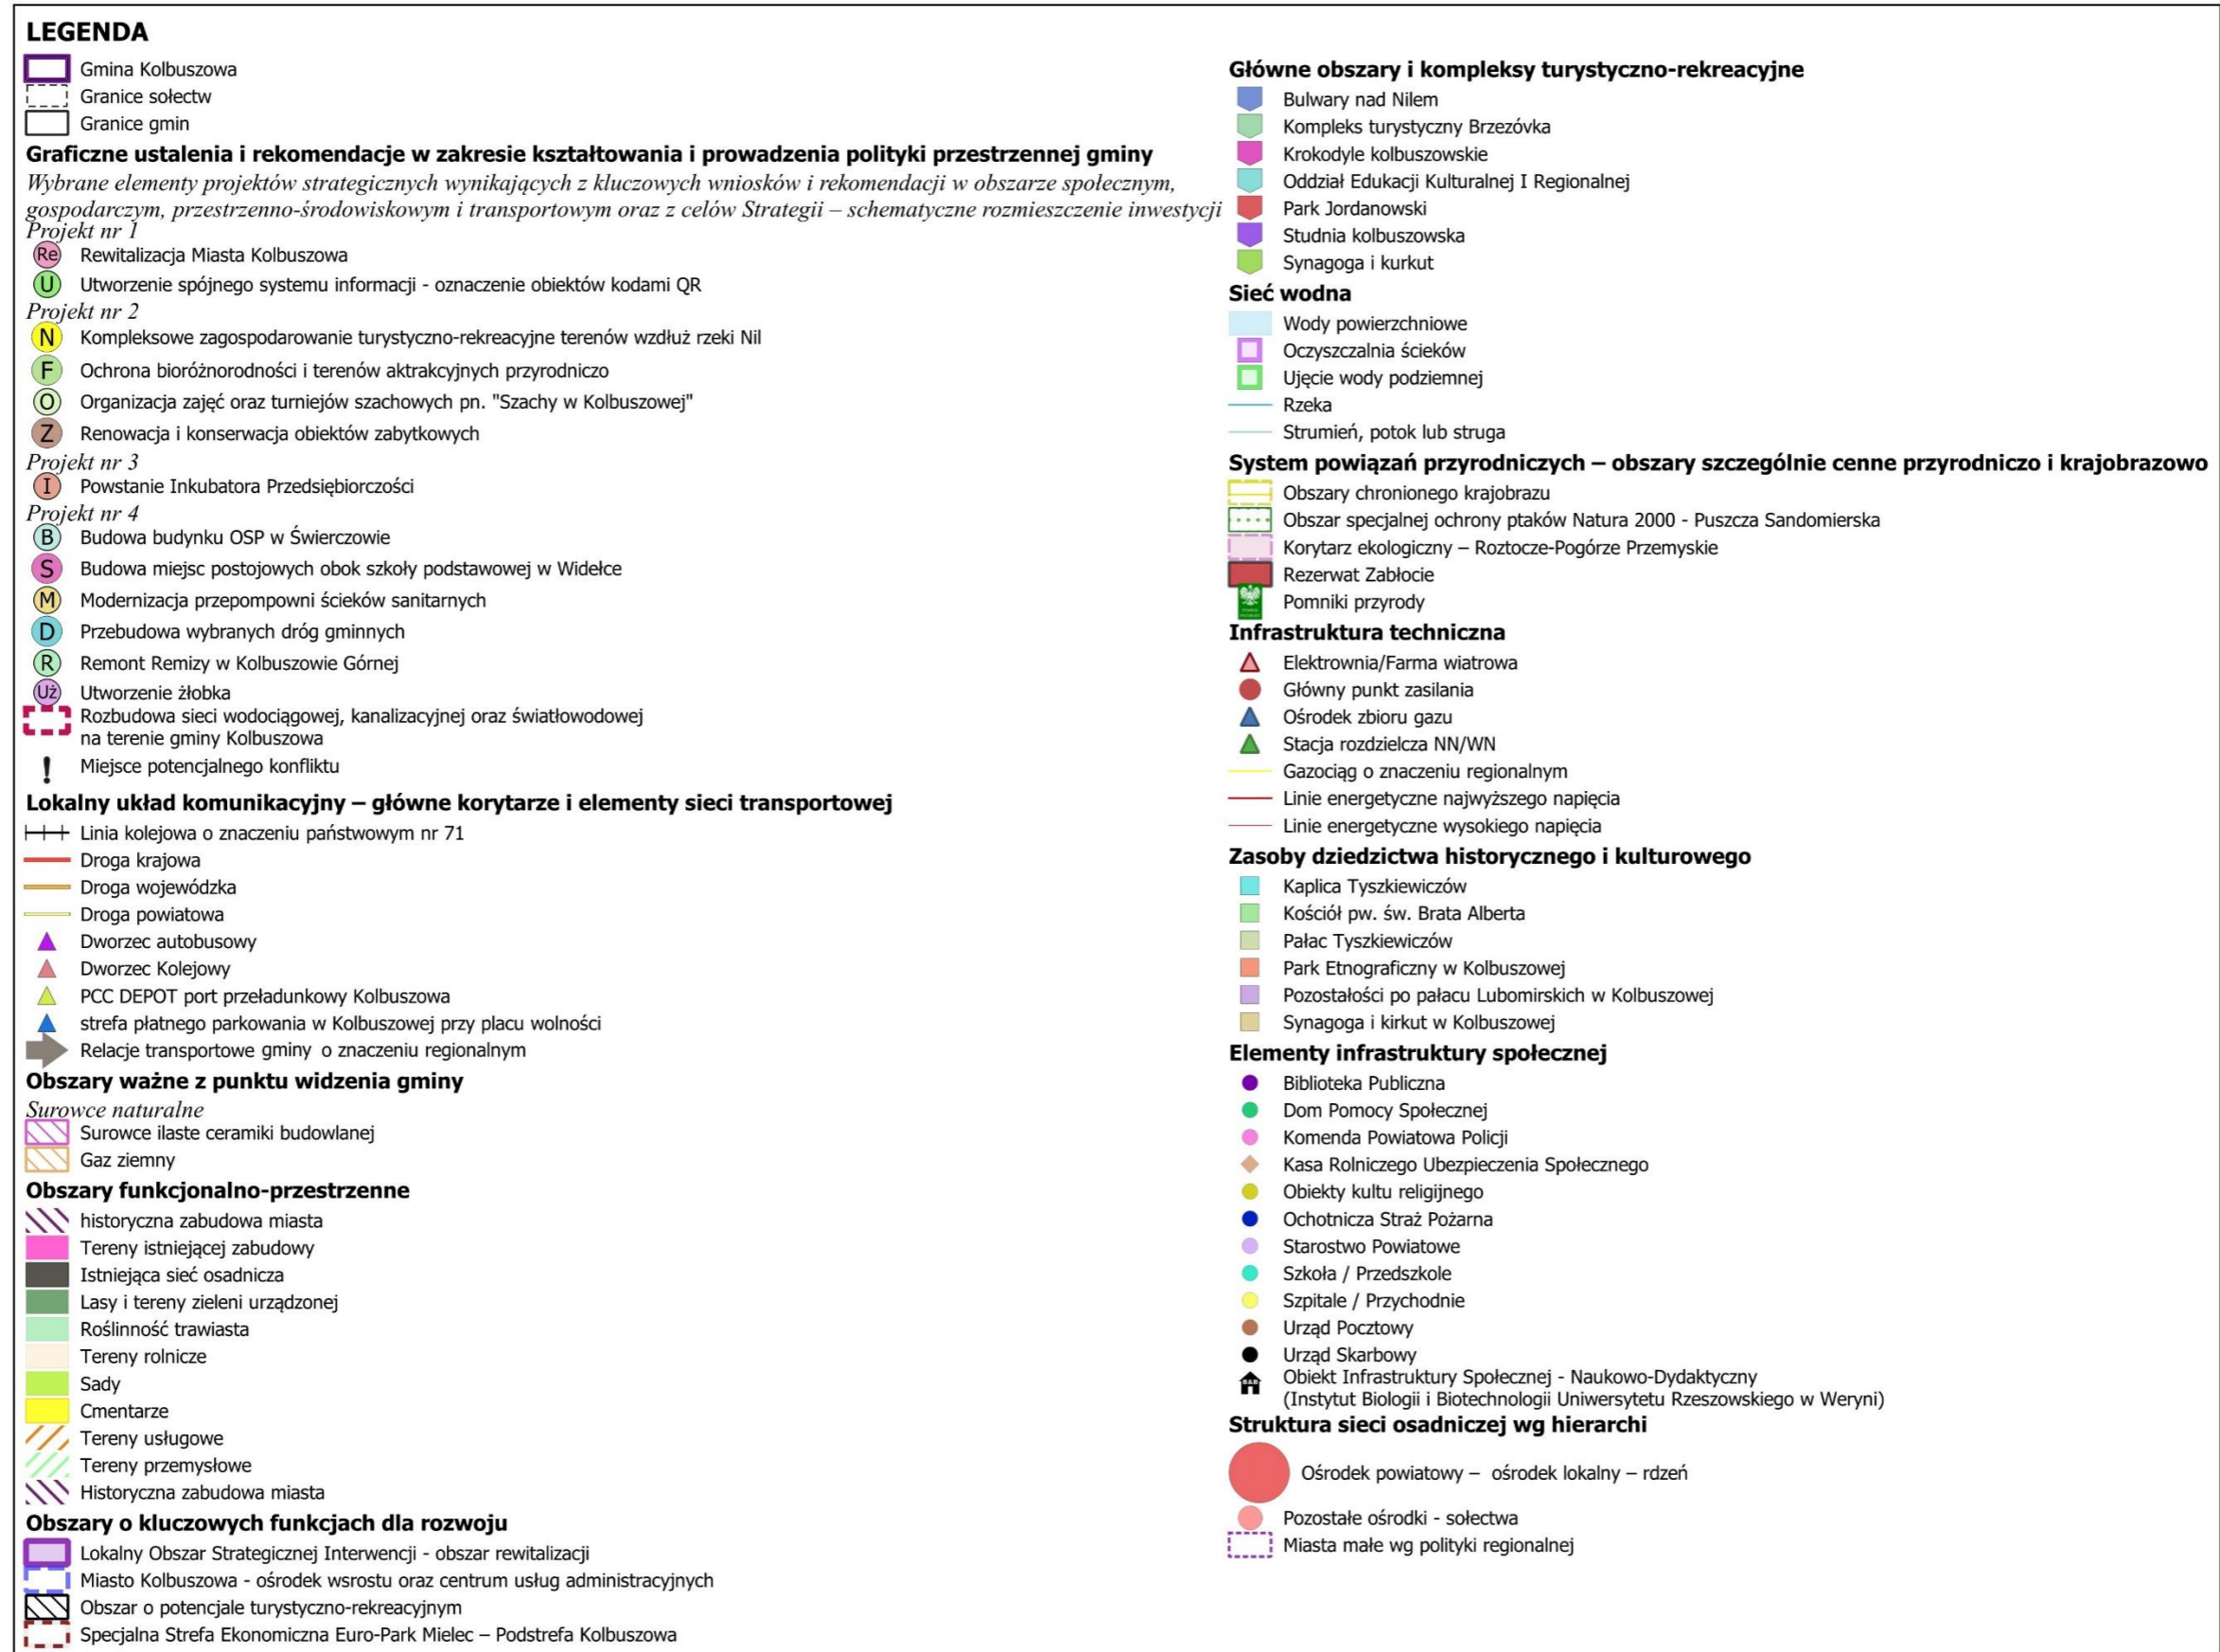 LEGENDA
Gmina Kolbuszowa
Granice sołectw
Granice gmin
Graficzne ustalenia i rekomendacje w zakresie kształtowania i prowadzenia polityki przestrzennej gminy
Wybrane elementy projektów strategicznych wynikających z kluczowych wniosków i rekomendacji w obszarze społecznym,
gospodarczym, przestrzenno-środowiskowym i transportowym oraz z celów Strategii – schematyczne rozmieszczenie inwestycji
Projekt nr 1
Re Rewitalizacja Miasta Kolbuszowa
U Utworzenie spójnego systemu informacji - oznaczenie obiektów kodami QR
Projekt nr 2
N Kompleksowe zagospodarowanie turystyczno-rekreacyjne terenów wzdłuż rzeki Nil
F Ochrona bioróżnorodności i terenów aktrakcyjnych przyrodniczo
O Organizacja zajęć oraz turniejów szachowych pn. "Szachy w Kolbuszowej"
Z Renowacja i konserwacja obiektów zabytkowych
Projekt nr 3
I Powstanie Inkubatora Przedsiębiorczości
Projekt nr 4
B Budowa budynku OSP w Świerczowie
S Budowa miejsc postojowych obok szkoły podstawowej w Widełce
M Modernizacja przepompowni ścieków sanitarnych
D Przebudowa wybranych dróg gminnych
R Remont Remizy w Kolbuszowie Górnej
Uż Utworzenie żłobka
Rozbudowa sieci wodociągowej, kanalizacyjnej oraz światłowodowej
na terenie gminy Kolbuszowa
! Miejsce potencjalnego konfliktu
Lokalny układ komunikacyjny – główne korytarze i elementy sieci transportowej
Linia kolejowa o znaczeniu państwowym nr 71
Droga krajowa
Droga wojewódzka
Droga powiatowa
Dworzec autobusowy
Dworzec Kolejowy
PCC DEPOT port przeładunkowy Kolbuszowa
strefa płatnego parkowania w Kolbuszowej przy placu wolności
Relacje transportowe gminy o znaczeniu regionalnym
Obszary ważne z punktu widzenia gminy
Surowce naturalne
Surowce ilaste ceramiki budowlanej
Gaz ziemny
Obszary funkcjonalno-przestrzenne
historyczna zabudowa miasta
Tereny istniejącej zabudowy
Istniejąca sieć osadnicza
Lasy i tereny zieleni urządzonej
Roślinność trawiasta
Tereny rolnicze
Sady
Cmentarze
Tereny usługowe
Tereny przemysłowe
Historyczna zabudowa miasta
Obszary o kluczowych funkcjach dla rozwoju
Lokalny Obszar Strategicznej Interwencji - obszar rewitalizacji
Miasto Kolbuszowa - ośrodek wsrostu oraz centrum usług administracyjnych
Obszar o potencjale turystyczno-rekreacyjnym
Specjalna Strefa Ekonomiczna Euro-Park Mielec – Podstrefa Kolbuszowa
Główne obszary i kompleksy turystyczno-rekreacyjne
Bulwary nad Nilem
Kompleks turystyczny Brzezóvka
Krokodyle kolbuszowskie
Oddział Edukacji Kulturalnej I Regionalnej
Park Jordanowski
Studnia kolbuszowska
Synagoga i kurkut
Sieć wodna
Wody powierzchniowe
Oczyszczalnia ścieków
Ujęcie wody podziemnej
Rzeka
Strumień, potok lub struga
System powiązań przyrodniczych – obszary szczególnie cenne przyrodniczo i krajobrazowo
Obszary chronionego krajobrazu
Obszar specjalnej ochrony ptaków Natura 2000 - Puszcza Sandomierska
Korytarz ekologiczny – Roztocze-Pogórze Przemyskie
Rezerwat Zabłocie
Pomniki przyrody
Infrastruktura techniczna
Elektrownia/Farma wiatrowa
Główny punkt zasilania
Ośrodek zbioru gazu
Stacja rozdzielcza NN/WN
Gazociąg o znaczeniu regionalnym
Linie energetyczne najwyższego napięcia
Linie energetyczne wysokiego napięcia
Zasoby dziedzictwa historycznego i kulturowego
Kaplica Tyszkiewiczów
Kościół pw. św. Brata Alberta
Pałac Tyszkiewiczów
Park Etnograficzny w Kolbuszowej
Pozostałości po pałacu Lubomirskich w Kolbuszowej
Synagoga i kirkut w Kolbuszowej
Elementy infrastruktury społecznej
Biblioteka Publiczna
Dom Pomocy Społecznej
Komenda Powiatowa Policji
Kasa Rolniczego Ubezpieczenia Społecznego
Obiekty kultu religijnego
Ochotnicza Straż Pożarna
Starostwo Powiatowe
Szkoła / Przedszkole
Szpitale / Przychodnie
Urząd Pocztowy
Urząd Skarbowy
Obiekt Infrastruktury Społecznej - Naukowo-Dydaktyczny
(Instytut Biologii i Biotechnologii Uniwersytetu Rzeszowskiego w Weryni)
Struktura sieci osadniczej wg hierarchi
Ośrodek powiatowy – ośrodek lokalny – rdzeń
Pozostałe ośrodki - sołectwa
Miasta małe wg polityki regionalnej